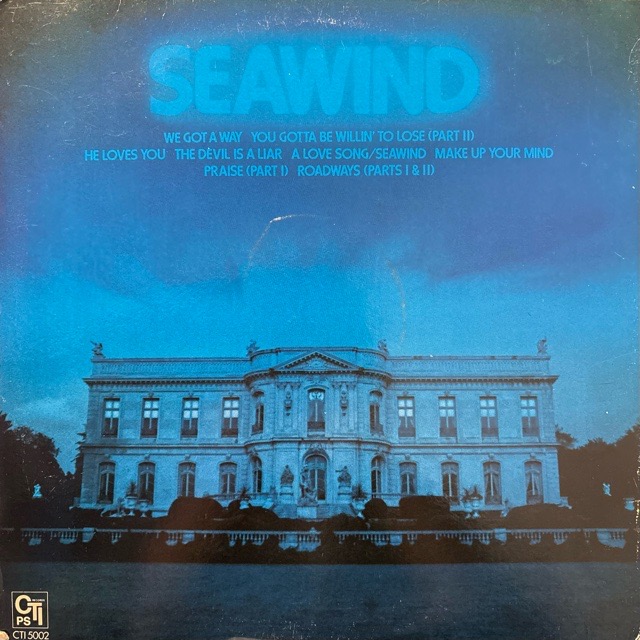 SEAWIND
WE GOT A WAY YOU GOTTA BE WILLIN' TO LOSE (PART II)
HE LOVES YOU THE DEVIL IS A LIAR A LOVE SONG/SEAWIND MAKE UP YOUR MIND
PRAISE (PART I) ROADWAYS (PARTS I & II)
CTI
PS
CTI 5002